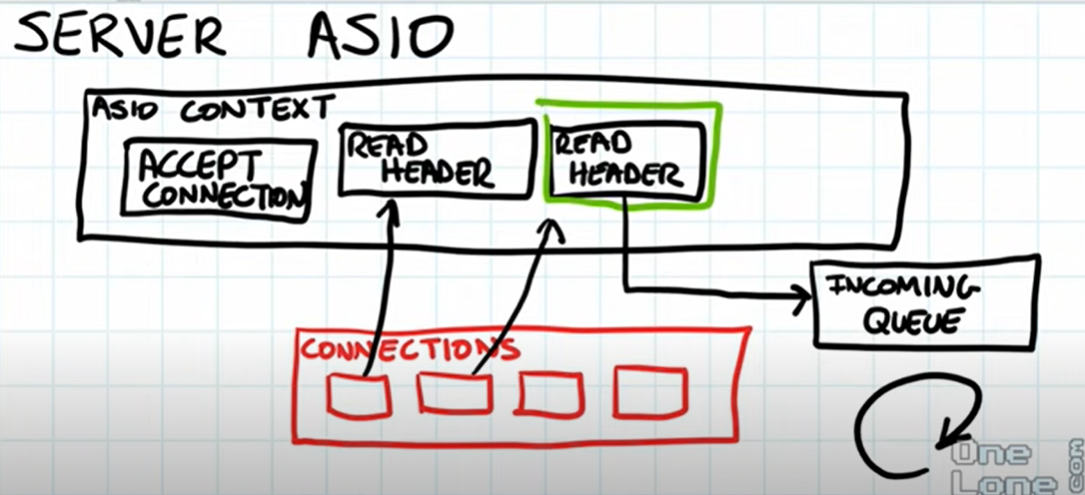 SERVER ASIO
ASIO CONTEXT
ACCEPT
CONNECTION
READ
HEADER
READ
HEADER
INCOMING
QUEUE
CONNECTIONS
One
Lone
COM